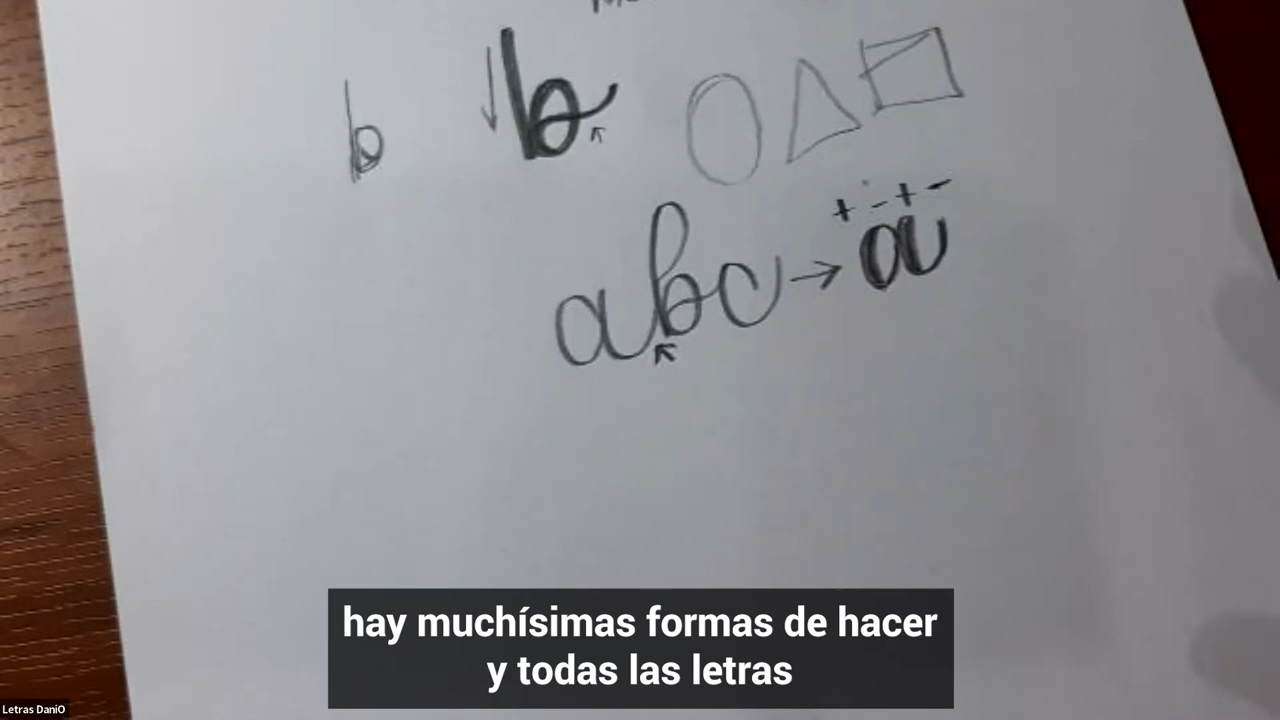 b b
abc → a
+ - + -
hay muchísimas formas de hacer
y todas las letras
Letras DaniO